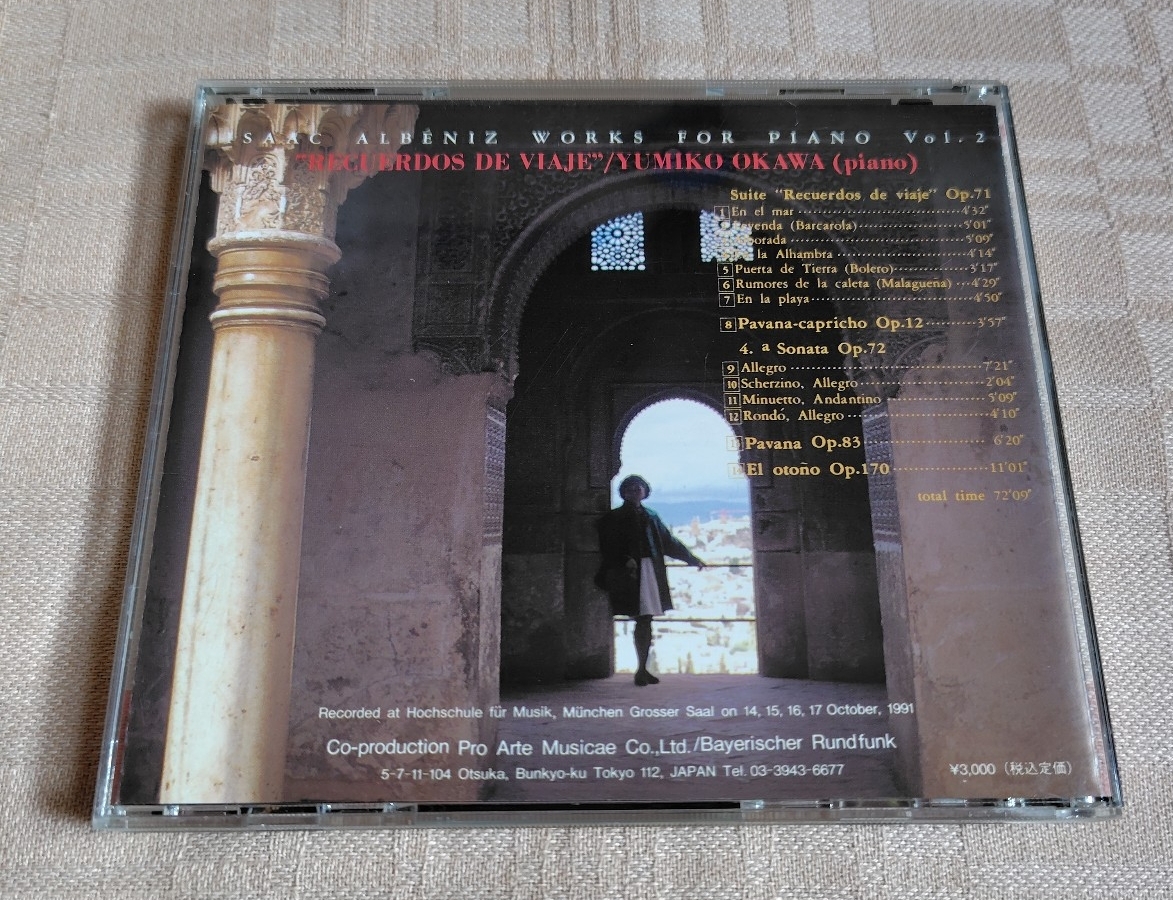 ISAAC ALBÉNIZ WORKS FOR PIANO Vol.2
"RECUERDOS DE VIAJE"/YUMIKO OKAWA (piano)
Suite "Recuerdos de viaje" Op.71
1 En el mar 4'32"
Leyenda (Barcarola) 5'01"
Alborada 5'09"
En la Alhambra 4'14"
5 Puerta de Tierra (Bolero) 3'17"
6 Rumores de la caleta (Malagueña) 4'29"
7 En la playa 4'50"
8 Pavana-capricho Op.12 3'57"
4.ª Sonata Op.72
9 Allegro 7'21"
10 Scherzino, Allegro 2'04"
11 Minuetto, Andantino 5'09"
12 Rondó, Allegro 4'10"
13 Pavana Op.83 6'20"
14 El otoño Op.170 11'01"
total time 72'09"
Recorded at Hochschule für Musik, München Grosser Saal on 14, 15, 16, 17 October, 1991
Co-production Pro Arte Musicae Co.,Ltd./Bayerischer Rundfunk
5-7-11-104 Otsuka, Bunkyo-ku Tokyo 112, JAPAN Tel. 03-3943-6677
¥3,000（税込定価）